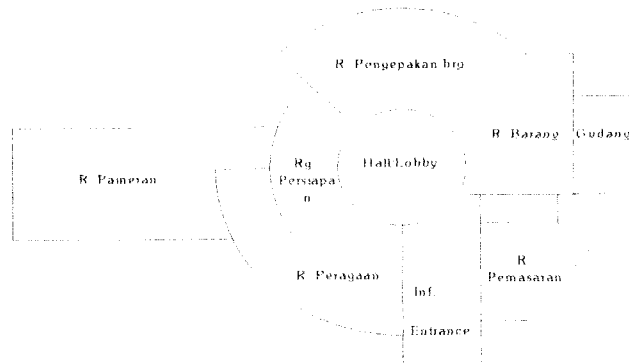 R Pengepakan brg
R Barang
Gudang
Hall/Lobby
Rg
Persiapa
n
R Pameran
R Peragaan
Inf.
R
Pemasaran
Entrance